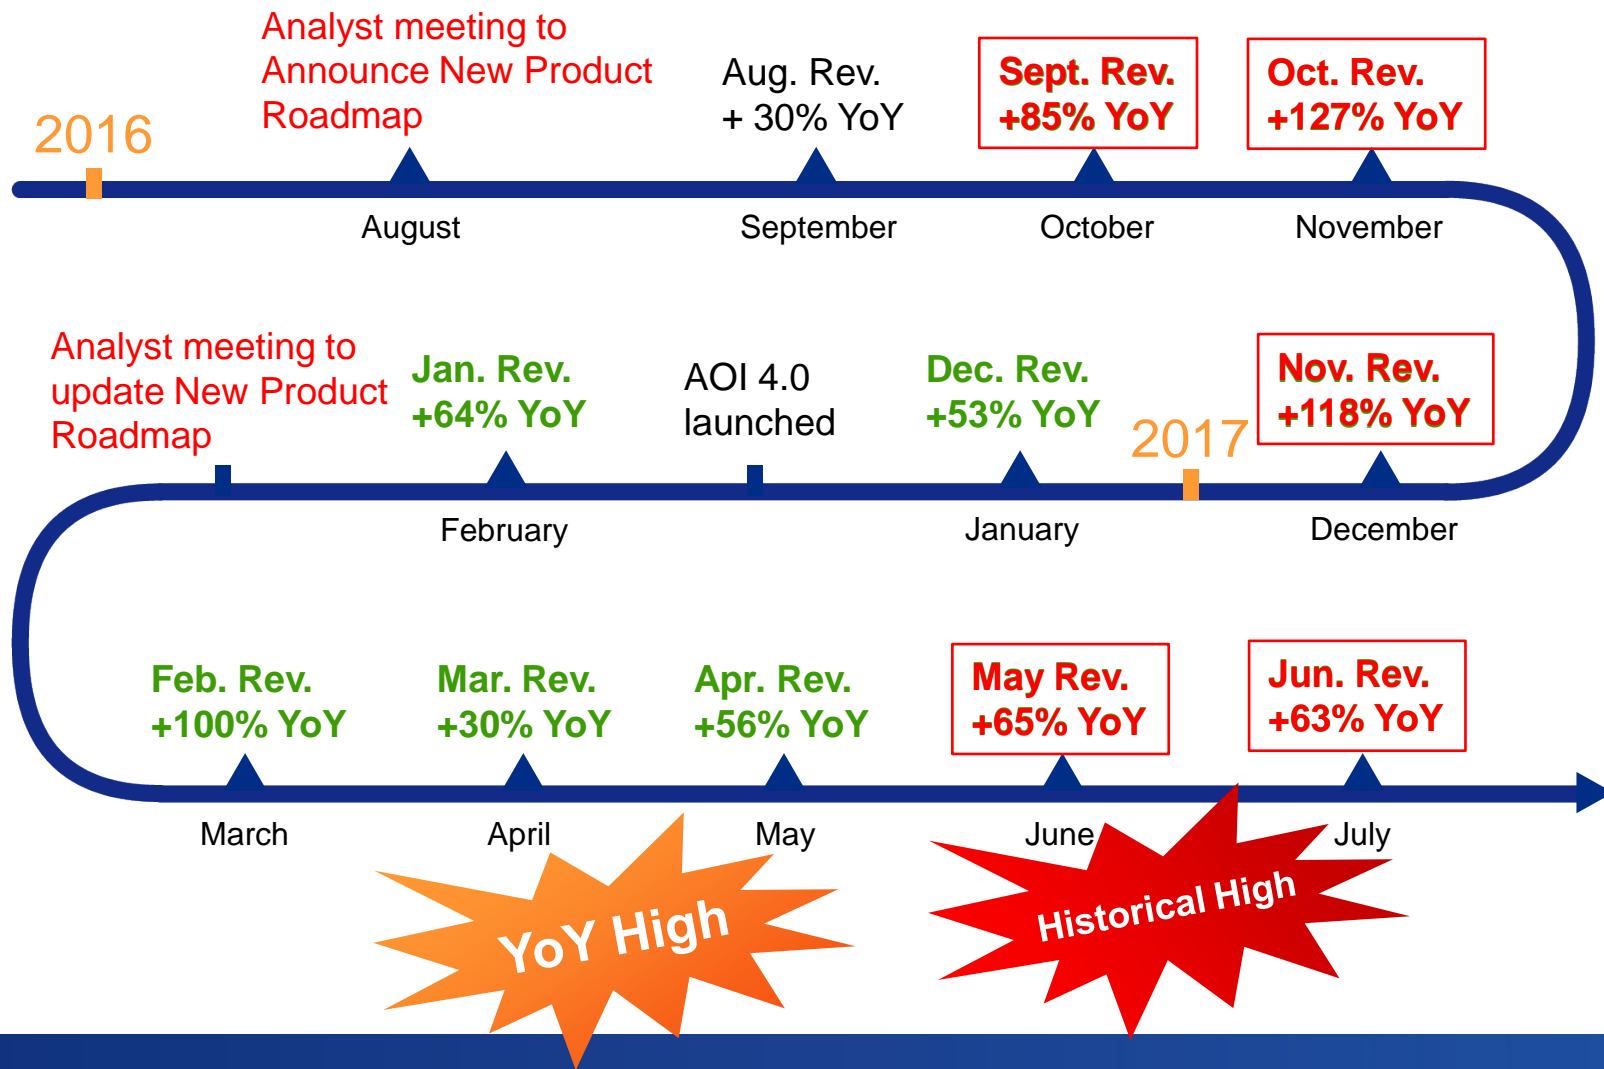 2016
Analyst meeting to
Announce New Product
Roadmap
Aug. Rev.
+ 30% YoY
Sept. Rev.
+85% YoY
Oct. Rev.
+127% YoY
August
September
October
November
Analyst meeting to
update New Product
Roadmap
Jan. Rev.
+64% YoY
AOI 4.0
launched
Dec. Rev.
+53% YoY
2017
Nov. Rev.
+118% YoY
February
January
December
Feb. Rev.
+100% YoY
Mar. Rev.
+30% YoY
Apr. Rev.
+56% YoY
May Rev.
+65% YoY
Jun. Rev.
+63% YoY
March
April
May
June
July
YoY High
Historical High